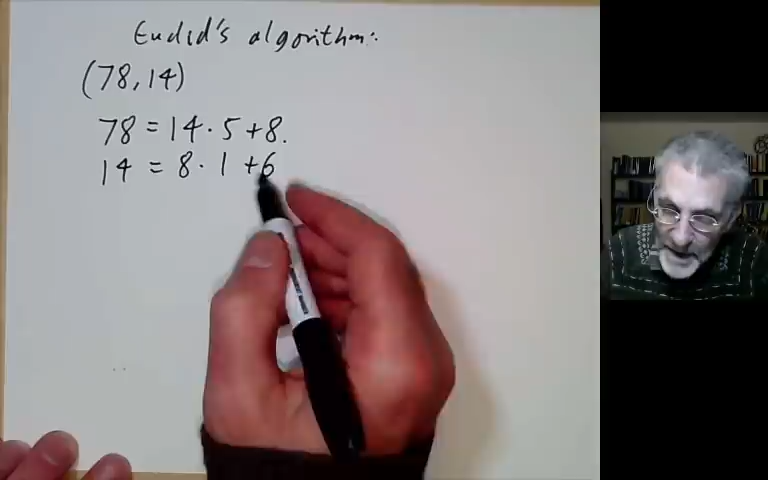 Euclid's algorithm:
(78, 14)
78 = 14 · 5 + 8.
14 = 8 · 1 + 6